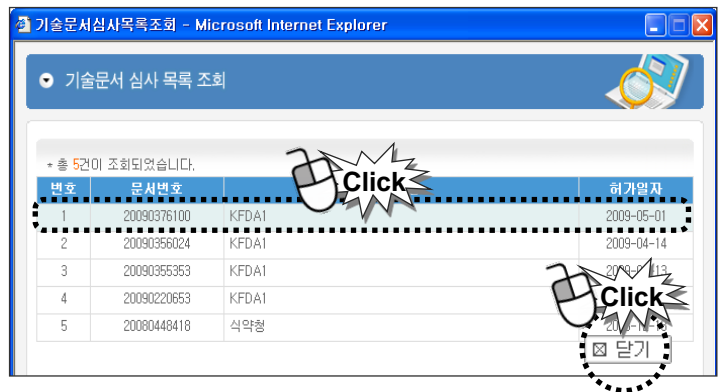 기술문서심사목록조회 - Microsoft Internet Explorer
기술문서 심사 목록 조회
* 총 5건이 조회되었습니다.
번호 문서번호 허가일자
Click
1 20090376100 KFDA1 2009-05-01
2 20090356024 KFDA1 2009-04-14
3 20090355353 KFDA1
4 20090220653 KFDA1
Click
5 20080448418 식약청
닫기